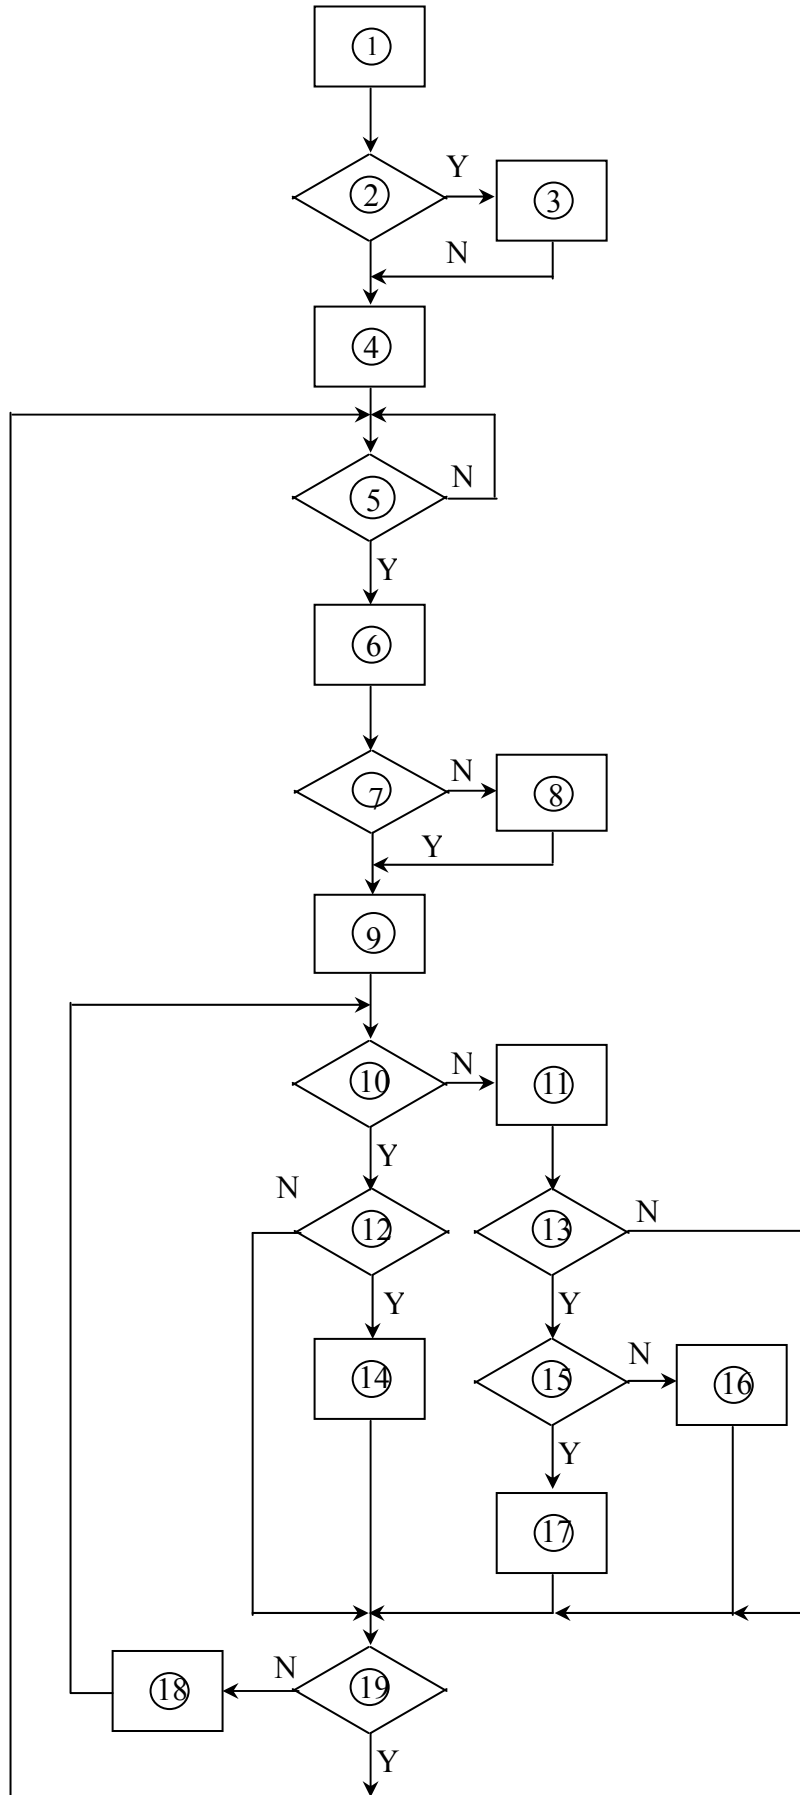 ①
② Y ③
N
④
⑤ N
Y
⑥
⑦ N ⑧
Y
⑨
⑩ N ⑪
Y
N ⑫ ⑬ N
Y Y
⑭ ⑮ N ⑯
Y
⑰
⑱ N ⑲
Y